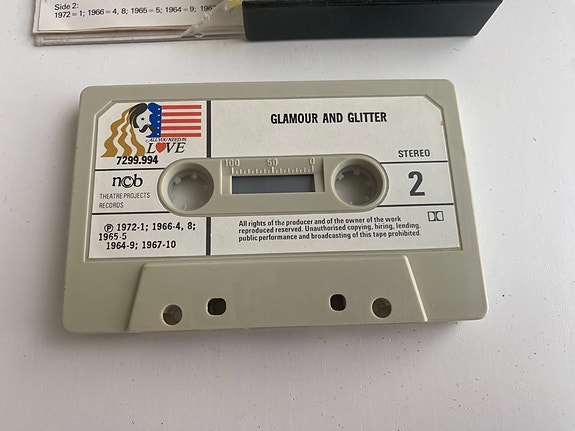 Side 2:
1972=1; 1966=4, 8; 1965=5; 1964=9;
GLAMOUR AND GLITTER
ALL YOU NEED IS
LOVE
7299.994
100 50 0
STEREO
2
ncb
THEATRE PROJECTS
RECORDS
Ⓟ 1972-1; 1966-4, 8;
1965-5
1964-9; 1967-10
All rights of the producer and of the owner of the work
reproduced reserved. Unauthorised copying, hiring, lending,
public performance and broadcasting of this tape prohibited.